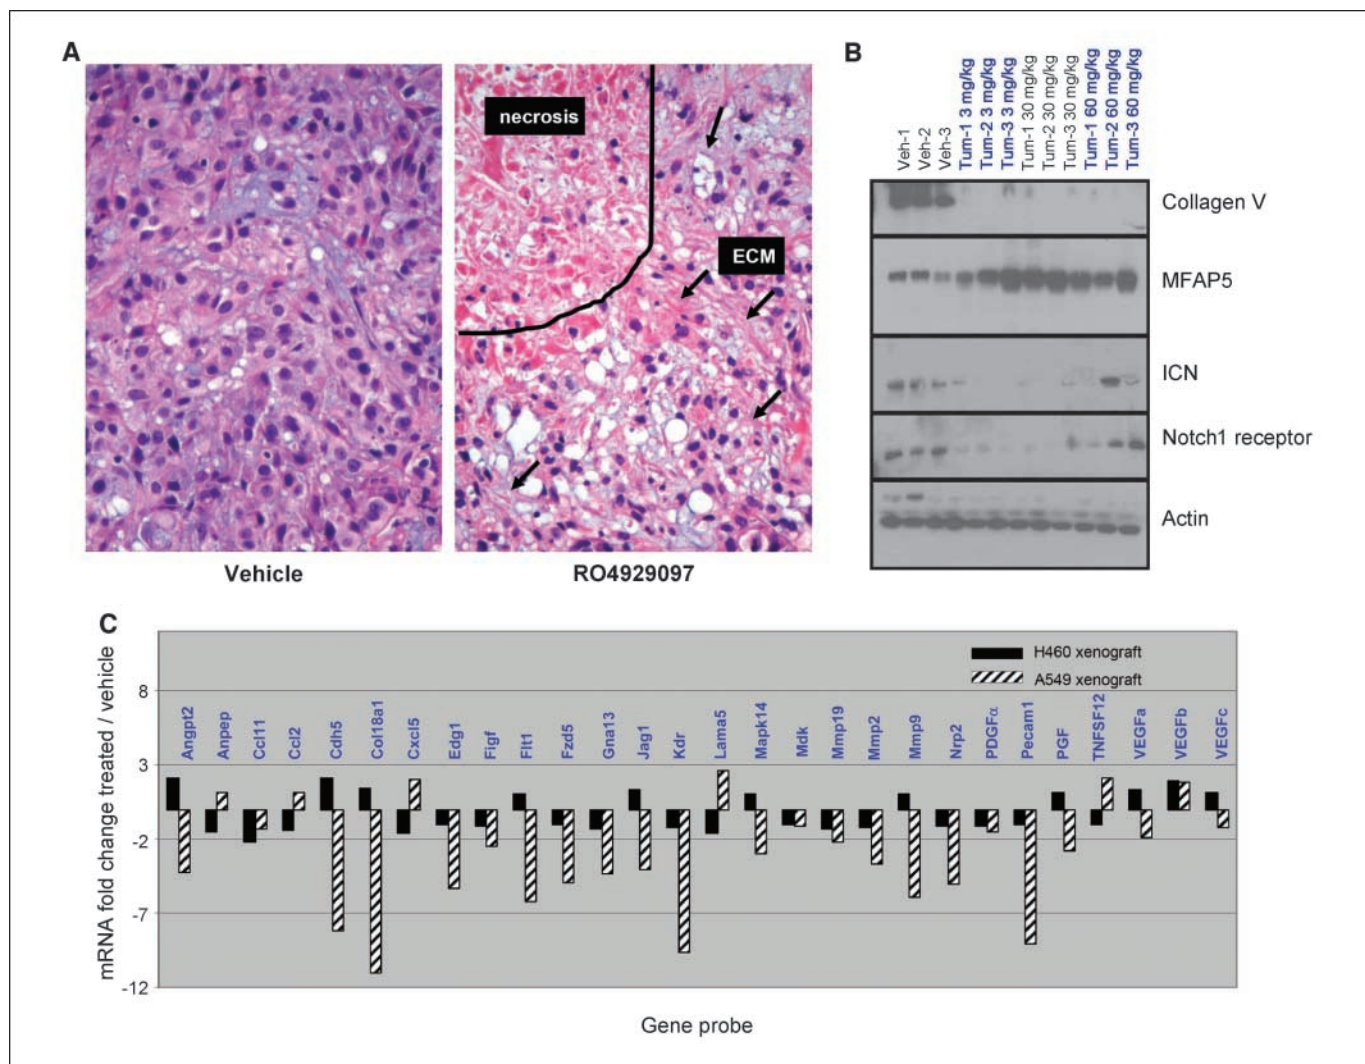 A
necrosis
ECM
Vehicle
RO4929097
B
Veh-1
Veh-2
Veh-3
Tum-1 3 mg/kg
Tum-2 3 mg/kg
Tum-3 3 mg/kg
Tum-1 30 mg/kg
Tum-2 30 mg/kg
Tum-3 30 mg/kg
Tum-1 60 mg/kg
Tum-2 60 mg/kg
Tum-3 60 mg/kg
Collagen V
MFAP5
ICN
Notch1 receptor
Actin
C
mRNA fold change treated / vehicle
8
3
-2
-7
-12
H460 xenograft
A549 xenograft
Angpt2
Anpep
Ccl11
Ccl2
Cdh5
Col18a1
Cxcl5
Edg1
Figf
Flt1
Fzd5
Gna13
Jag1
Kdr
Lama5
Mapk14
Mdk
Mmp19
Mmp2
Mmp9
Nrp2
PDGFα
Pecam1
PGF
TNFSF12
VEGFa
VEGFb
VEGFc
Gene probe